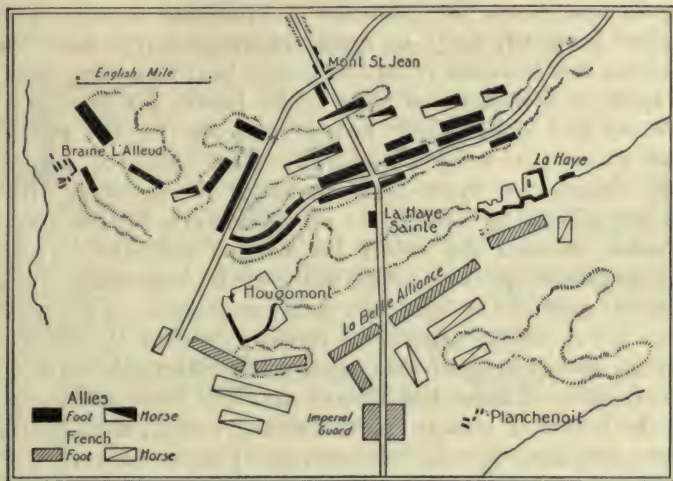 English Mile
Mont St. Jean
Braine L'Alleud
La Haye
La Haye
Sainte
Hougomont
La Belle Alliance
Allies
Foot Horse
French
Foot Horse
Imperial
Guard
Planchenoit